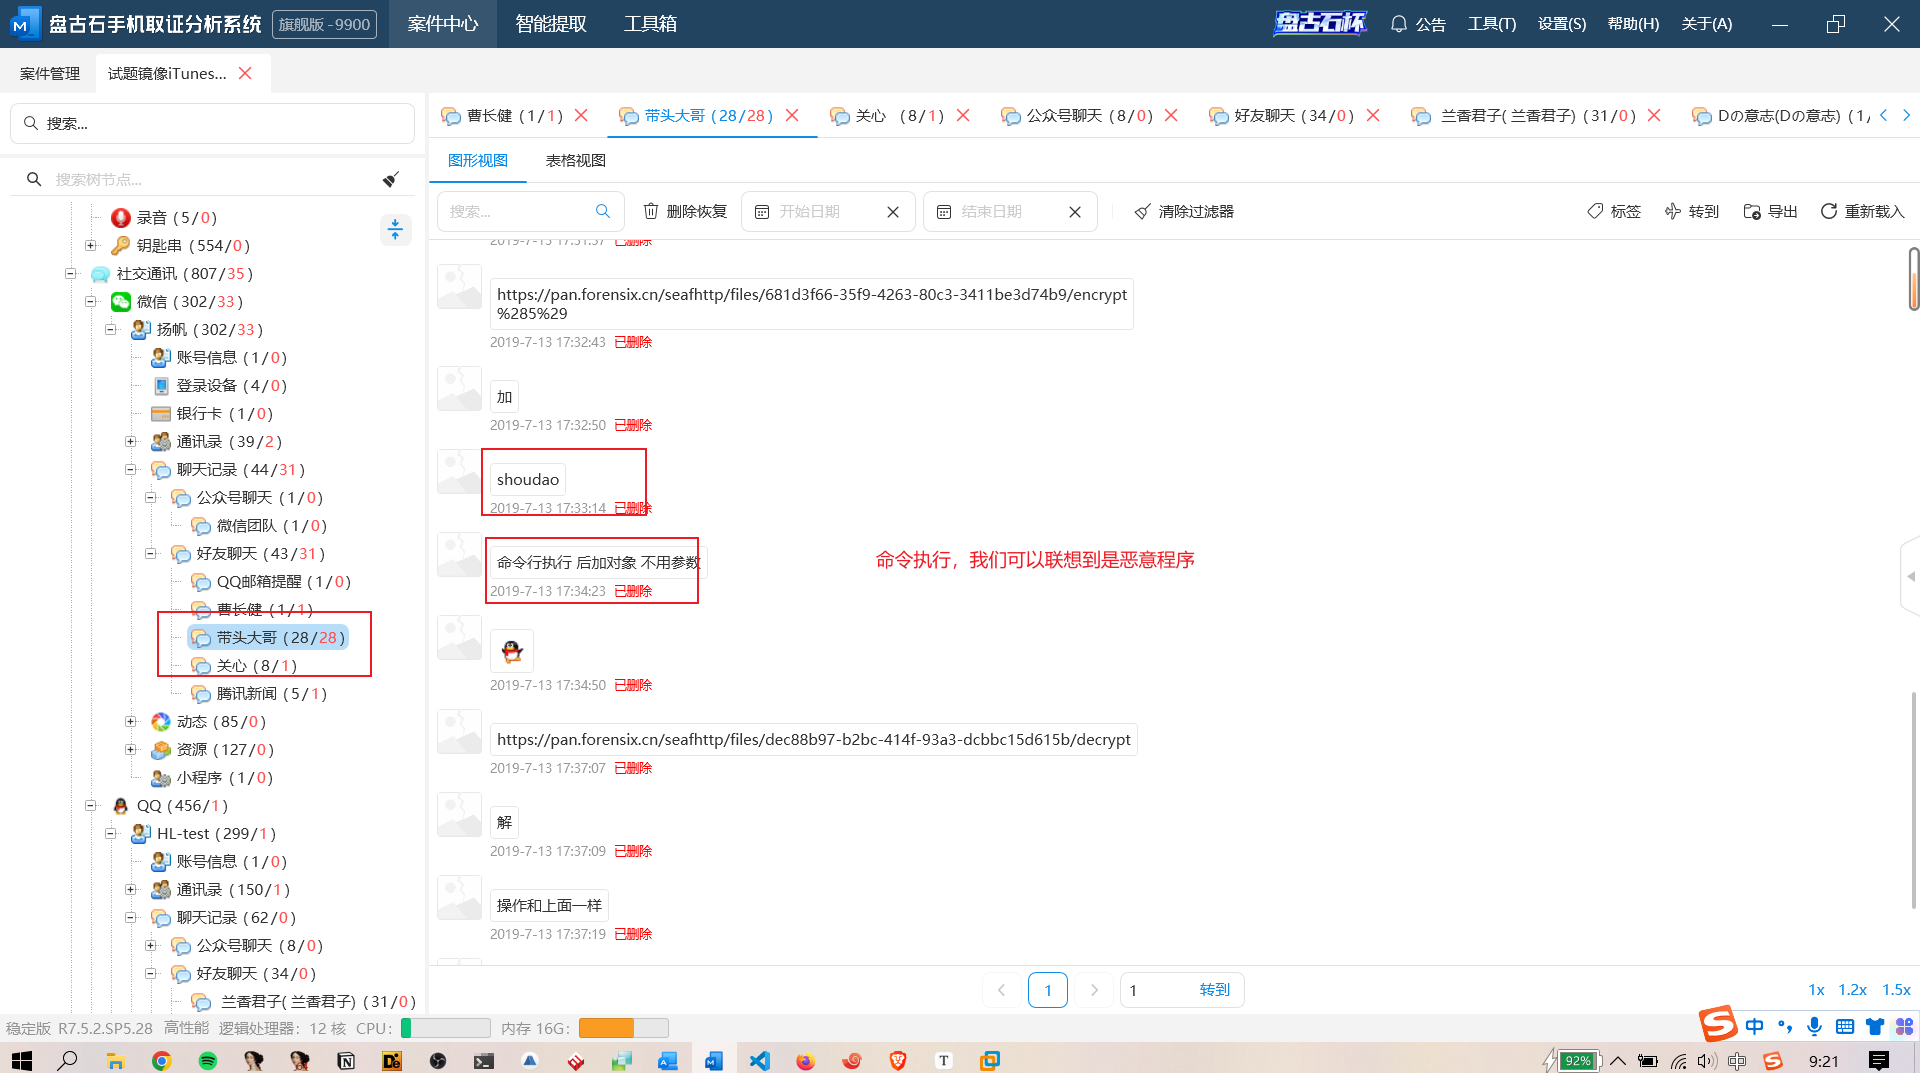 盘古石手机取证分析系统 旗舰版 -9900 案件中心 智能提取 工具箱 盘古石杯 公告 工具(T) 设置(S) 帮助(H) 关于(A)
案件管理 试题镜像iTunes...
搜索...
曹长健 (1/1) 带头大哥 (28/28) 关心 (8/1) 公众号聊天 (8/0) 好友聊天 (34/0) 兰香君子( 兰香君子) (31/0) Dの意志(Dの意志) (1/
图形视图 表格视图
搜索树节点...
搜索... 删除恢复 开始日期 结束日期 清除过滤器 标签 转到 导出 重新载入
录音 (5/0)
钥匙串 (554/0)
社交通讯 (807/35)
微信 (302/33)
扬帆 (302/33)
账号信息 (1/0)
登录设备 (4/0)
银行卡 (1/0)
通讯录 (39/2)
聊天记录 (44/31)
公众号聊天 (1/0)
微信团队 (1/0)
好友聊天 (43/31)
QQ邮箱提醒 (1/0)
曹长健 (1/1)
带头大哥 (28/28)
关心 (8/1)
腾讯新闻 (5/1)
动态 (85/0)
资源 (127/0)
小程序 (1/0)
QQ (456/1)
HL-test (299/1)
账号信息 (1/0)
通讯录 (150/1)
聊天记录 (62/0)
公众号聊天 (8/0)
好友聊天 (34/0)
兰香君子( 兰香君子) (31/0)
2019-7-13 17:31:37 已删除
https://pan.forensix.cn/seafhttp/files/681d3f66-35f9-4263-80c3-3411be3d74b9/encrypt
%285%29
2019-7-13 17:32:43 已删除
加
2019-7-13 17:32:50 已删除
shoudao
2019-7-13 17:33:14 已删除
命令行执行 后加对象 不用参数
2019-7-13 17:34:23 已删除
命令执行，我们可以联想到是恶意程序
2019-7-13 17:34:50 已删除
https://pan.forensix.cn/seafhttp/files/dec88b97-b2bc-414f-93a3-dcbbc15d615b/decrypt
2019-7-13 17:37:07 已删除
解
2019-7-13 17:37:09 已删除
操作和上面一样
2019-7-13 17:37:19 已删除
1 1 转到 1x 1.2x 1.5x
稳定版 R7.5.2.SP5.28 高性能 逻辑处理器：12 核 CPU： 内存 16G：
中
92% 中 9:21